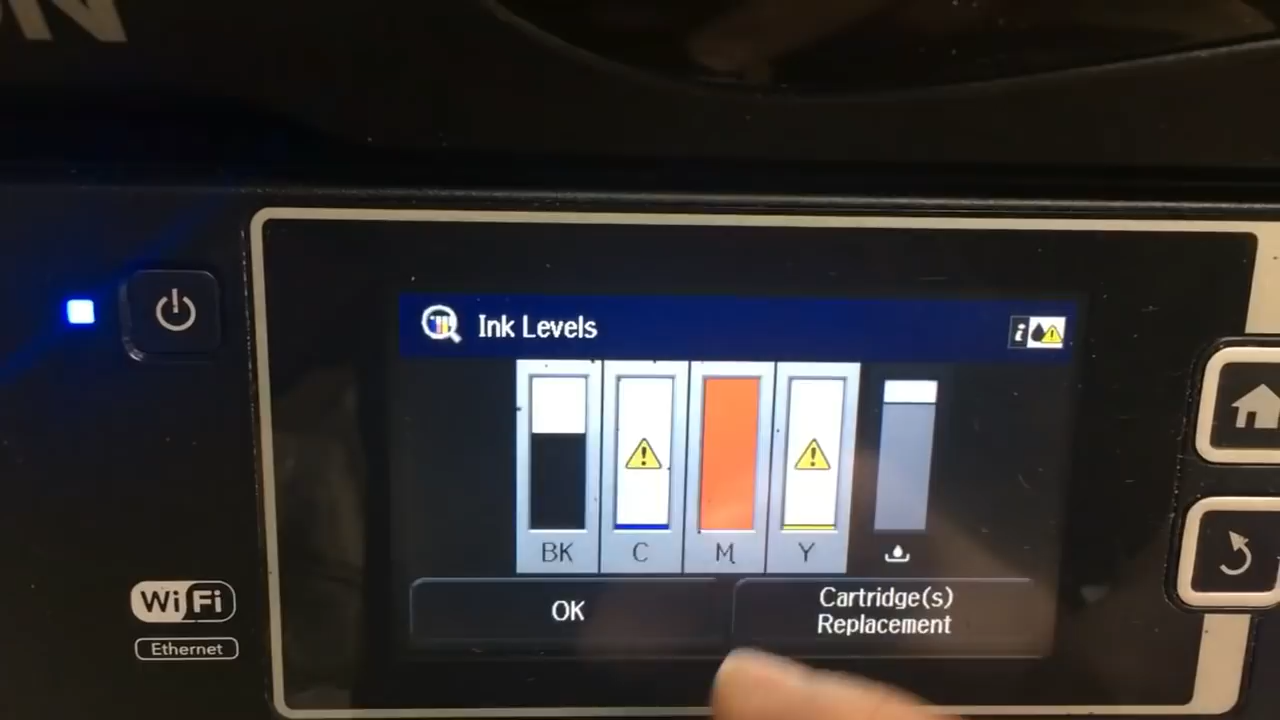 Ink Levels
i
BK C M Y
OK
Cartridge(s)
Replacement
WiFi
Ethernet